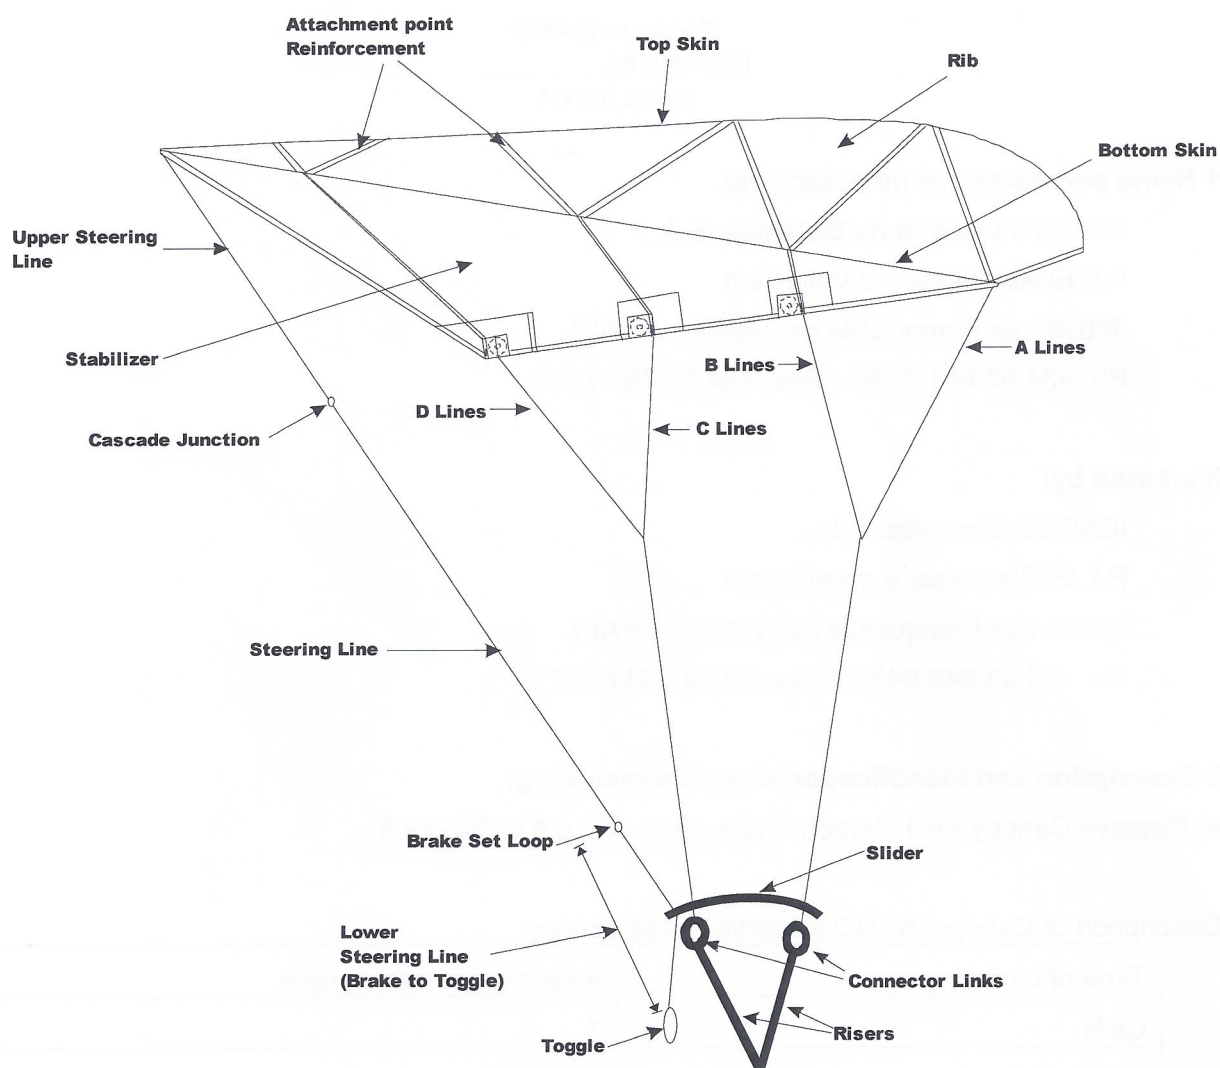 Attachment point
Reinforcement
Top Skin
Rib
Bottom Skin
Upper Steering
Line
Stabilizer
A Lines
B Lines
D Lines
C Lines
Cascade Junction
Steering Line
Brake Set Loop
Slider
Lower
Steering Line
(Brake to Toggle)
Connector Links
Risers
Toggle